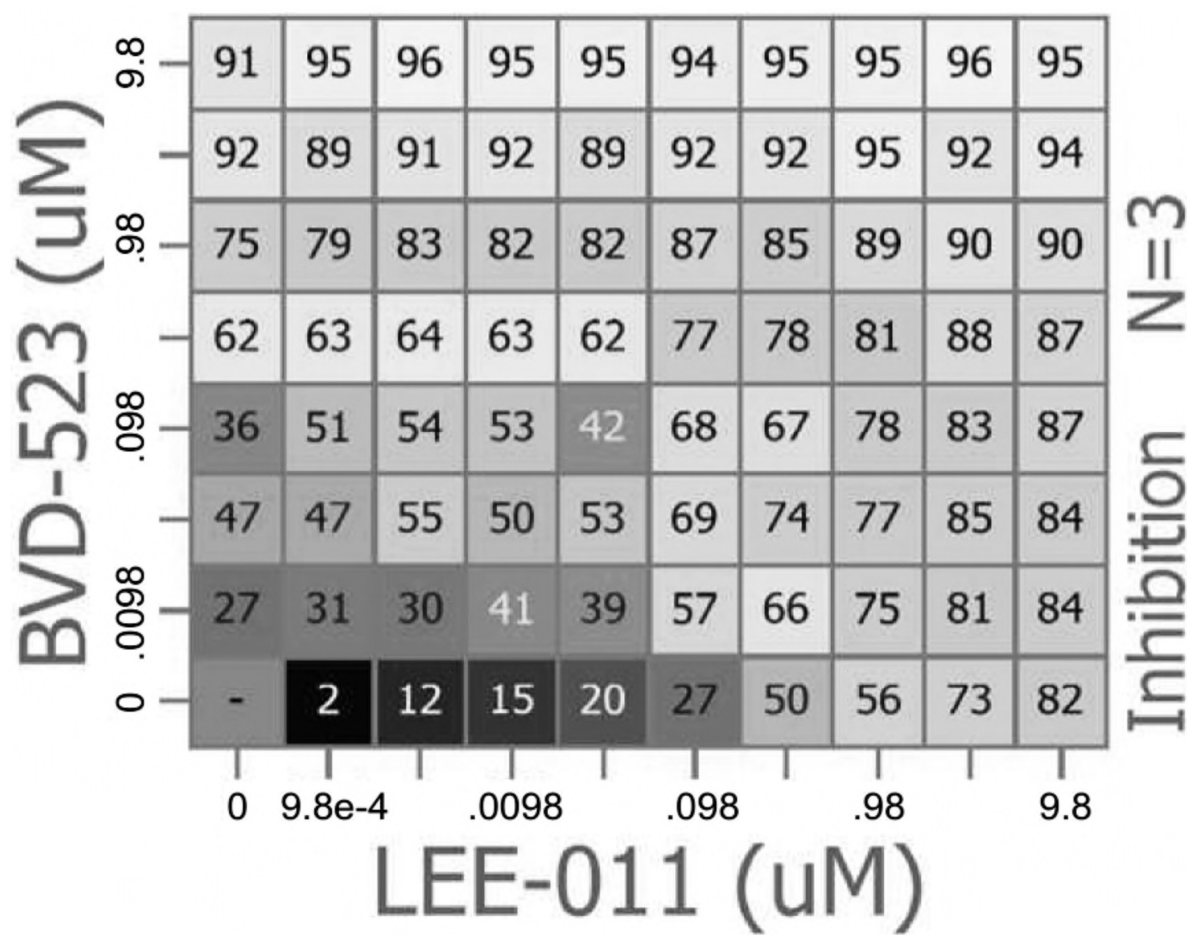 9.8 91 95 96 95 95 94 95 95 96 95
92 89 91 92 89 92 92 95 92 94
.98 75 79 83 82 82 87 85 89 90 90
62 63 64 63 62 77 78 81 88 87
.098 36 51 54 53 42 68 67 78 83 87
47 47 55 50 53 69 74 77 85 84
.0098 27 31 30 41 39 57 66 75 81 84
0 - 2 12 15 20 27 50 56 73 82
0 9.8e-4 .0098 .098 .98 9.8
LEE-011 (uM)
BVD-523 (uM)
Inhibition N=3